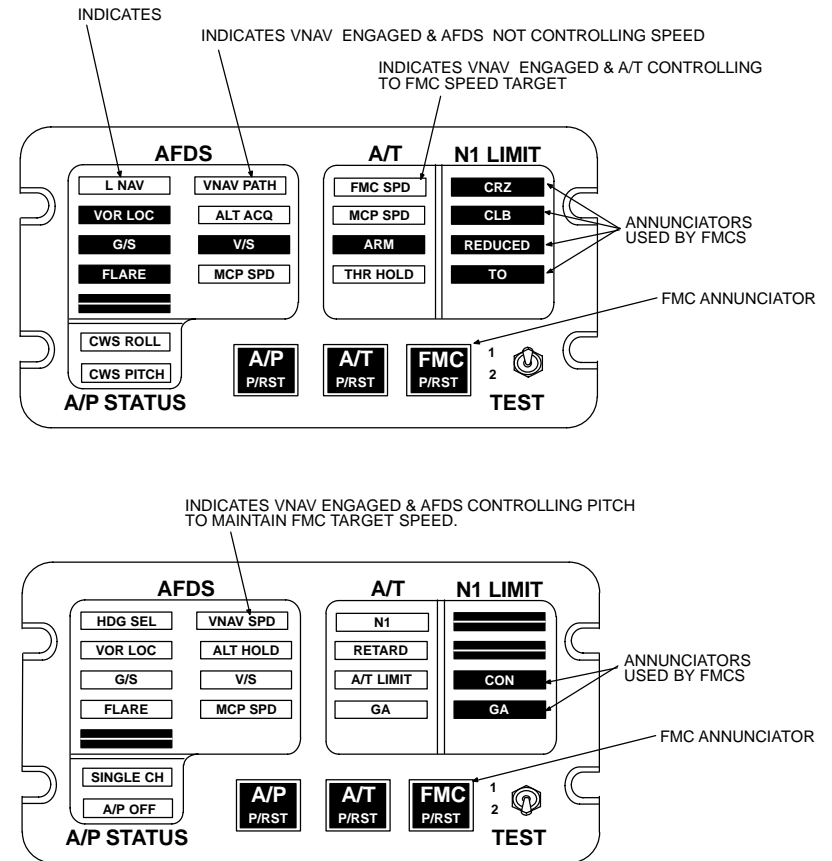 INDICATES
INDICATES VNAV ENGAGED & AFDS NOT CONTROLLING SPEED
INDICATES VNAV ENGAGED & A/T CONTROLLING
TO FMC SPEED TARGET
AFDS
A/T
N1 LIMIT
L NAV
VNAV PATH
FMC SPD
CRZ
VOR LOC
ALT ACQ
MCP SPD
CLB
G/S
V/S
ARM
REDUCED
FLARE
MCP SPD
THR HOLD
TO
ANNUNCIATORS
USED BY FMCS
FMC ANNUNCIATOR
CWS ROLL
CWS PITCH
A/P STATUS
A/P
P/RST
A/T
P/RST
FMC
P/RST
1
2
TEST
INDICATES VNAV ENGAGED & AFDS CONTROLLING PITCH
TO MAINTAIN FMC TARGET SPEED.
AFDS
A/T
N1 LIMIT
HDG SEL
VNAV SPD
N1
VOR LOC
ALT HOLD
RETARD
G/S
V/S
A/T LIMIT
CON
FLARE
MCP SPD
GA
GA
ANNUNCIATORS
USED BY FMCS
FMC ANNUNCIATOR
SINGLE CH
A/P OFF
A/P STATUS
A/P
P/RST
A/T
P/RST
FMC
P/RST
1
2
TEST